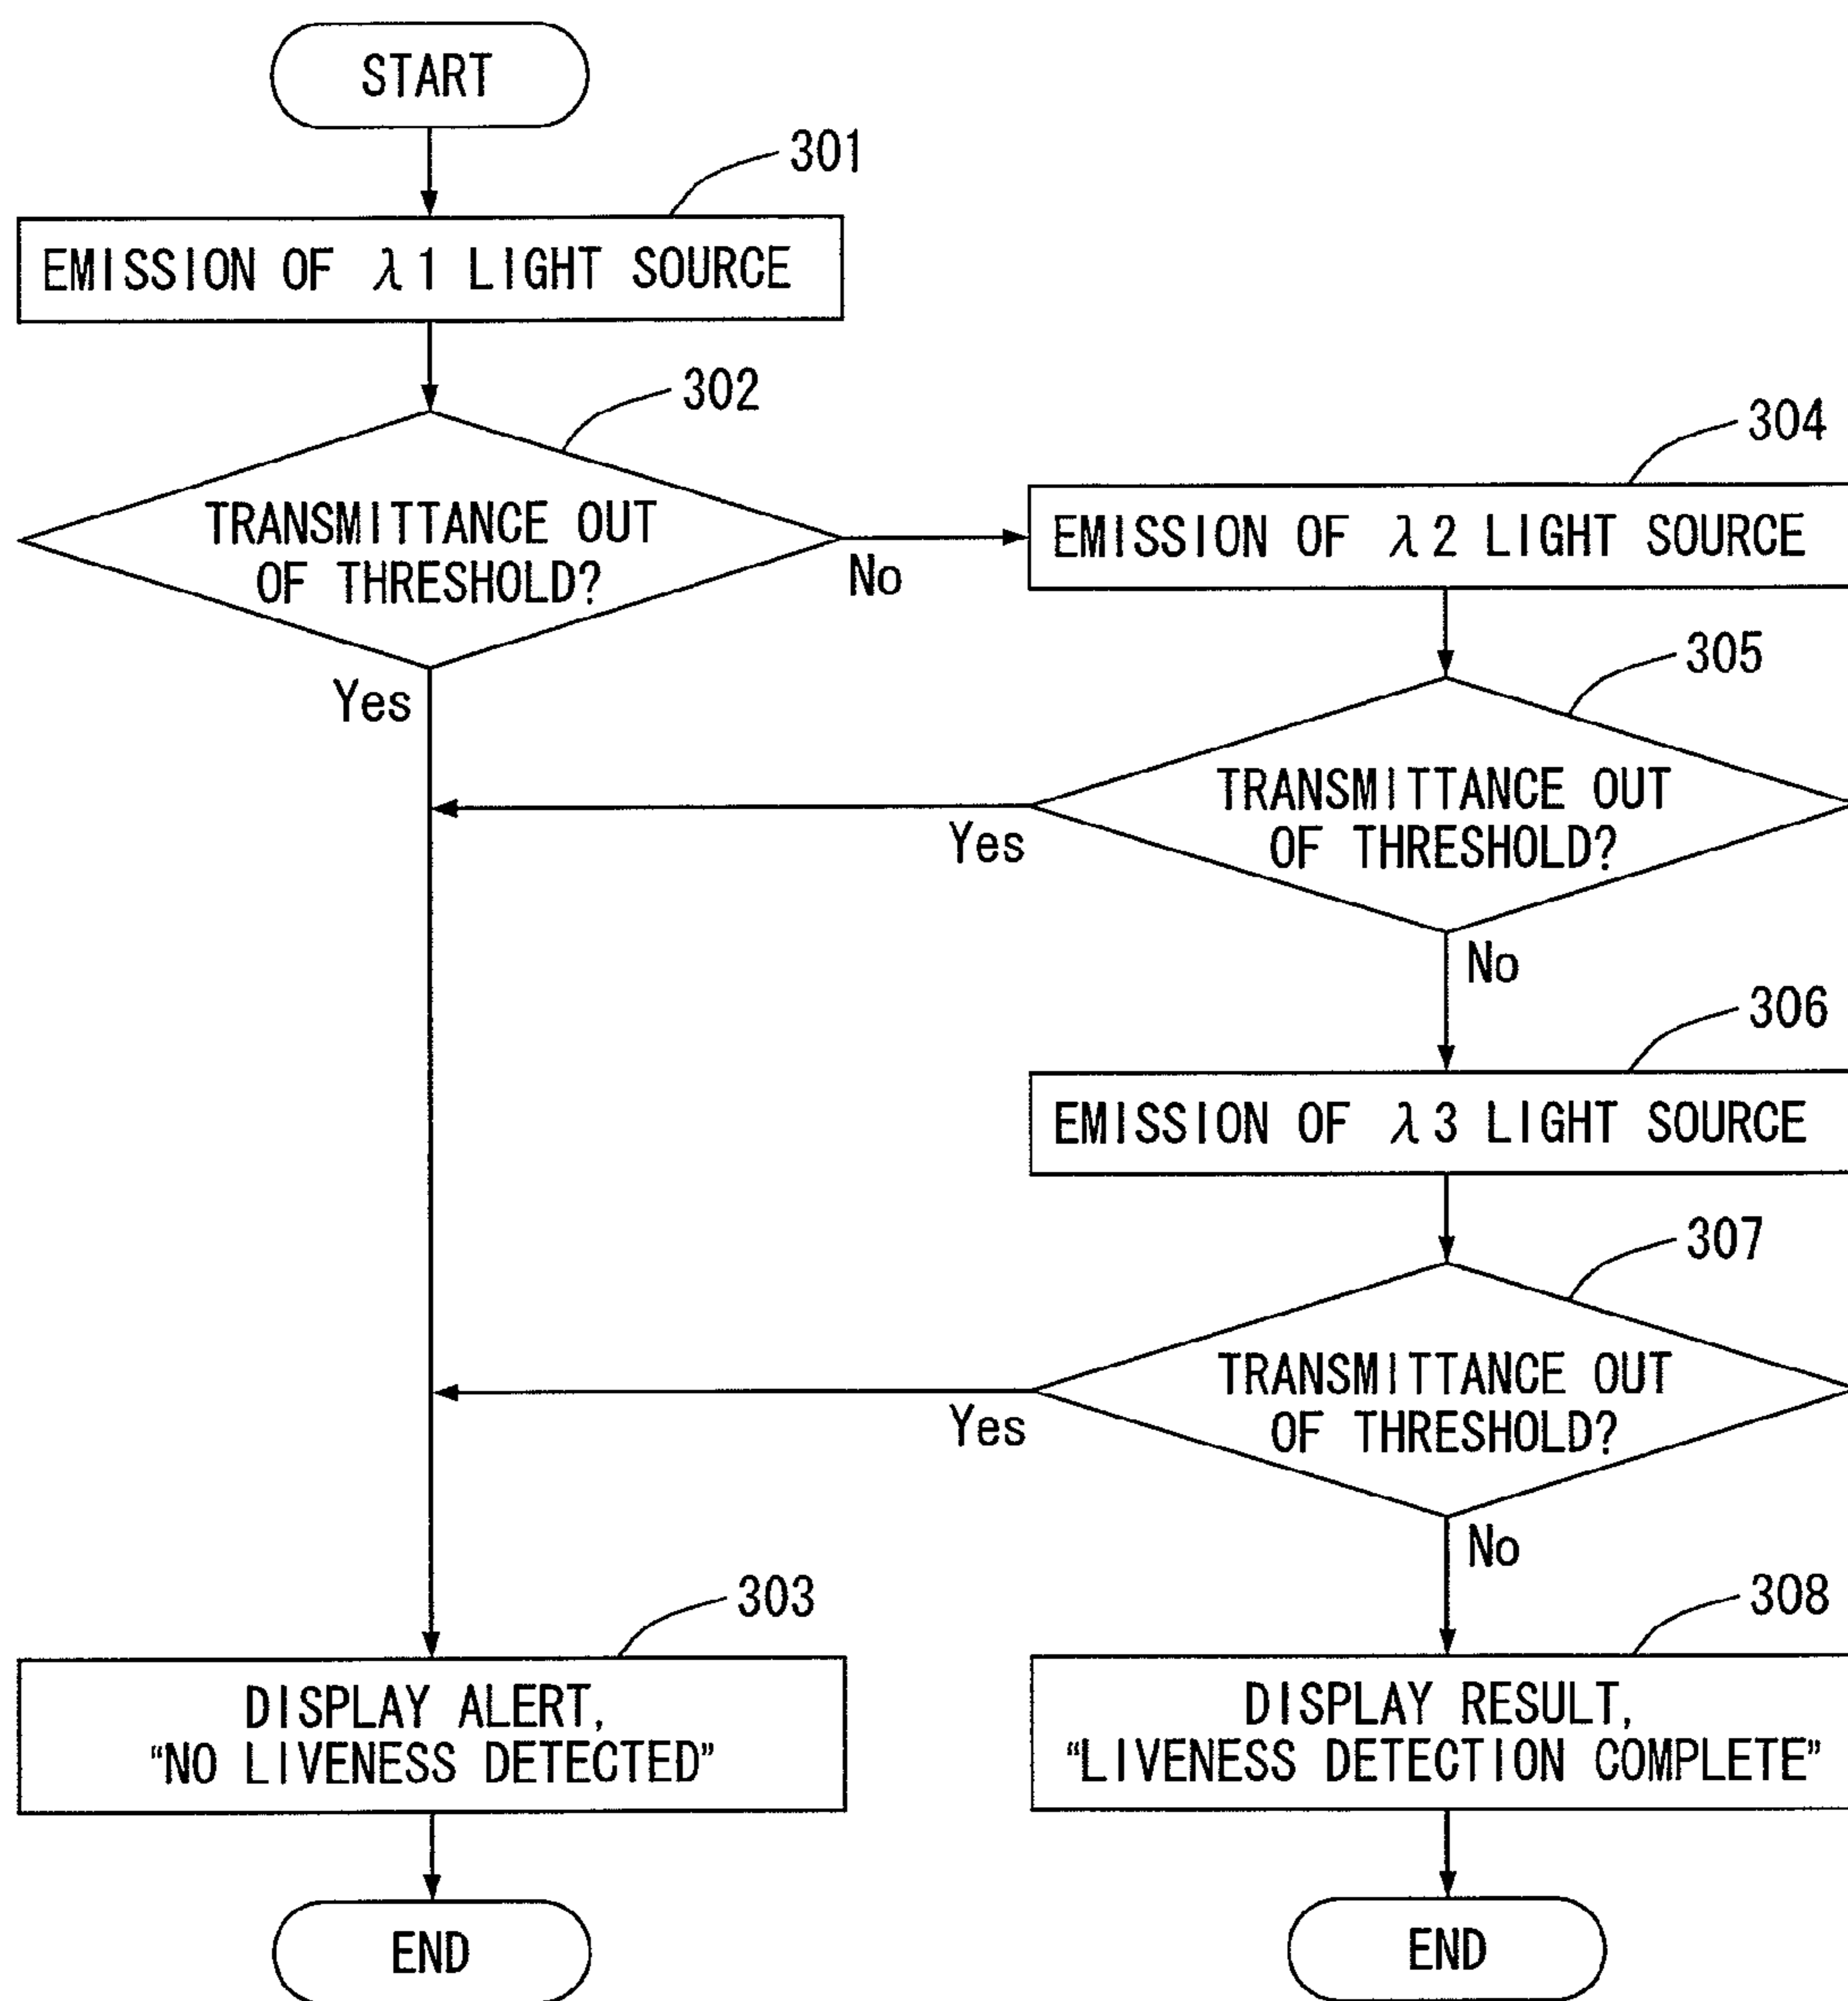 START
301
EMISSION OF λ1 LIGHT SOURCE
302
TRANSMITTANCE OUT
OF THRESHOLD?
No
Yes
304
EMISSION OF λ2 LIGHT SOURCE
305
TRANSMITTANCE OUT
OF THRESHOLD?
Yes
No
306
EMISSION OF λ3 LIGHT SOURCE
307
TRANSMITTANCE OUT
OF THRESHOLD?
Yes
No
303
DISPLAY ALERT,
“NO LIVENESS DETECTED”
END
308
DISPLAY RESULT,
“LIVENESS DETECTION COMPLETE”
END